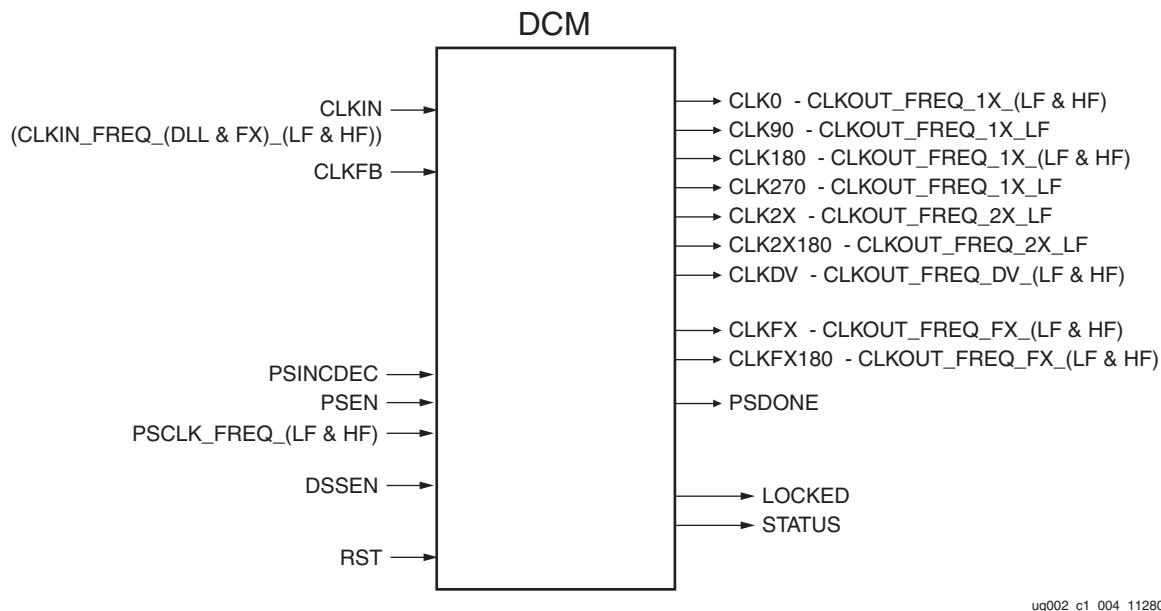 DCM
CLKIN
(CLKIN_FREQ_(DLL & FX)_(LF & HF))
CLKFB
PSINCDEC
PSEN
PSCLK_FREQ_(LF & HF)
DSSEN
RST
CLK0 - CLKOUT_FREQ_1X_(LF & HF)
CLK90 - CLKOUT_FREQ_1X_LF
CLK180 - CLKOUT_FREQ_1X_(LF & HF)
CLK270 - CLKOUT_FREQ_1X_LF
CLK2X - CLKOUT_FREQ_2X_LF
CLK2X180 - CLKOUT_FREQ_2X_LF
CLKDV - CLKOUT_FREQ_DV_(LF & HF)
CLKFX - CLKOUT_FREQ_FX_(LF & HF)
CLKFX180 - CLKOUT_FREQ_FX_(LF & HF)
PSDONE
LOCKED
STATUS
ug002_c1_004_11280